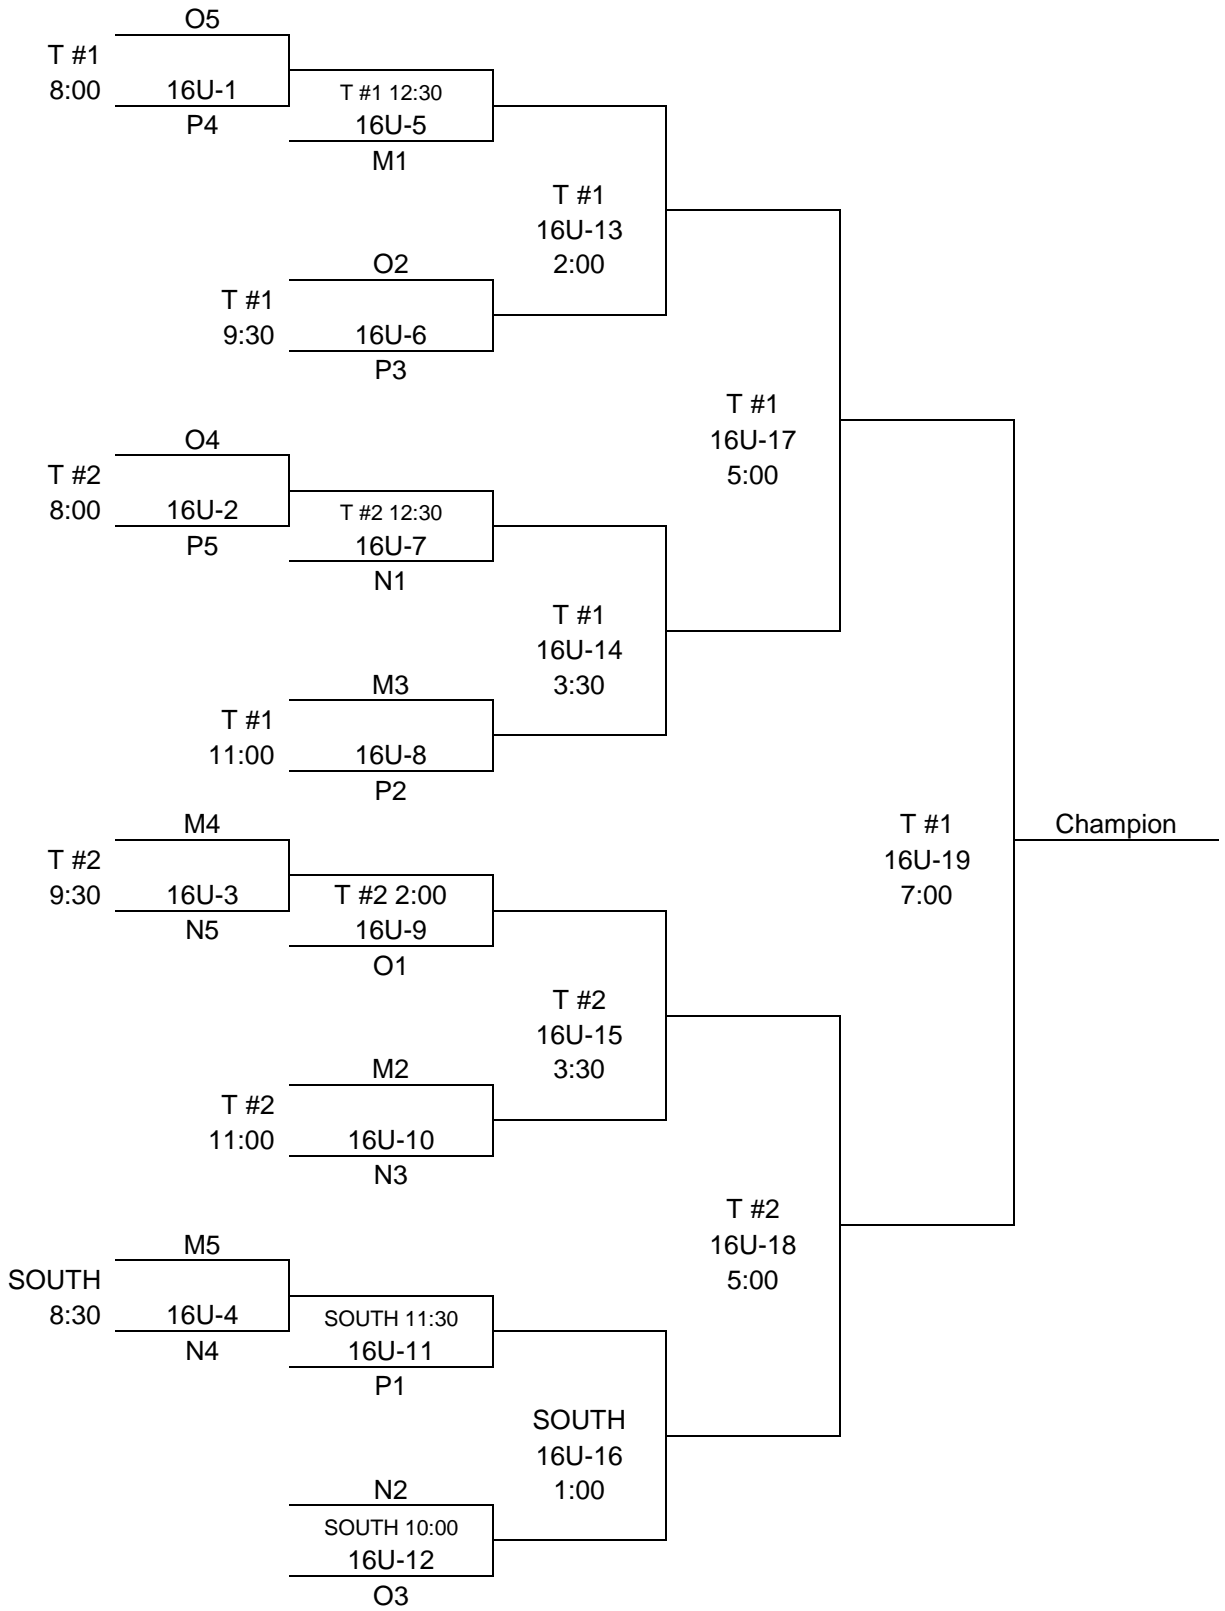 O5
T #1
8:00
16U-1
P4
T #1 12:30
16U-5
M1
T #1
16U-13
2:00
O2
T #1
9:30
16U-6
P3
T #1
16U-17
5:00
O4
T #2
8:00
16U-2
P5
T #2 12:30
16U-7
N1
T #1
16U-14
3:30
M3
T #1
11:00
16U-8
P2
T #1
16U-19
7:00
Champion
M4
T #2
9:30
16U-3
N5
T #2 2:00
16U-9
O1
T #2
16U-15
3:30
M2
T #2
11:00
16U-10
N3
T #2
16U-18
5:00
M5
SOUTH
8:30
16U-4
N4
SOUTH 11:30
16U-11
P1
SOUTH
16U-16
1:00
N2
SOUTH 10:00
16U-12
O3